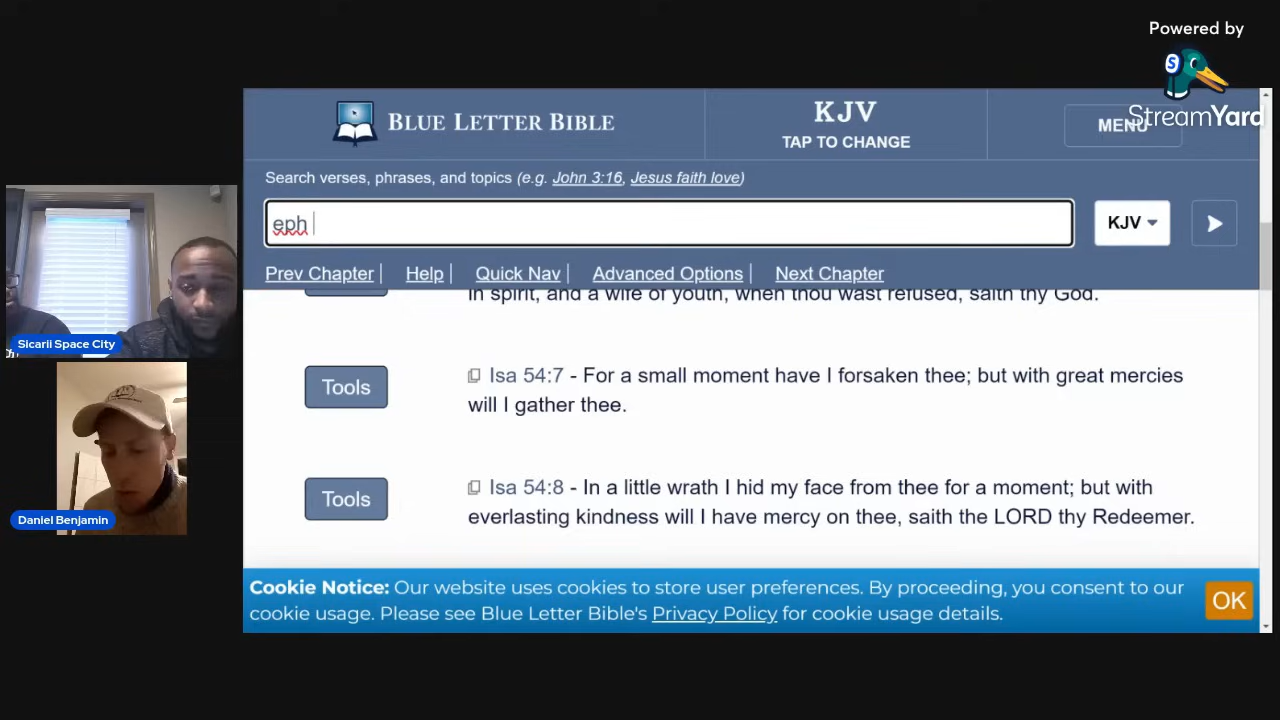 Powered by
StreamYard
BLUE LETTER BIBLE
KJV
TAP TO CHANGE
MENU
Search verses, phrases, and topics (e.g. John 3:16, Jesus faith love)
eph
KJV
Prev Chapter | Help | Quick Nav | Advanced Options | Next Chapter
in spirit, and a wife of youth, when thou wast refused, saith thy God.
Tools
Isa 54:7 - For a small moment have I forsaken thee; but with great mercies
will I gather thee.
Tools
Isa 54:8 - In a little wrath I hid my face from thee for a moment; but with
everlasting kindness will I have mercy on thee, saith the LORD thy Redeemer.
Cookie Notice: Our website uses cookies to store user preferences. By proceeding, you consent to our
cookie usage. Please see Blue Letter Bible's Privacy Policy for cookie usage details.
OK
Sicarii Space City
Daniel Benjamin